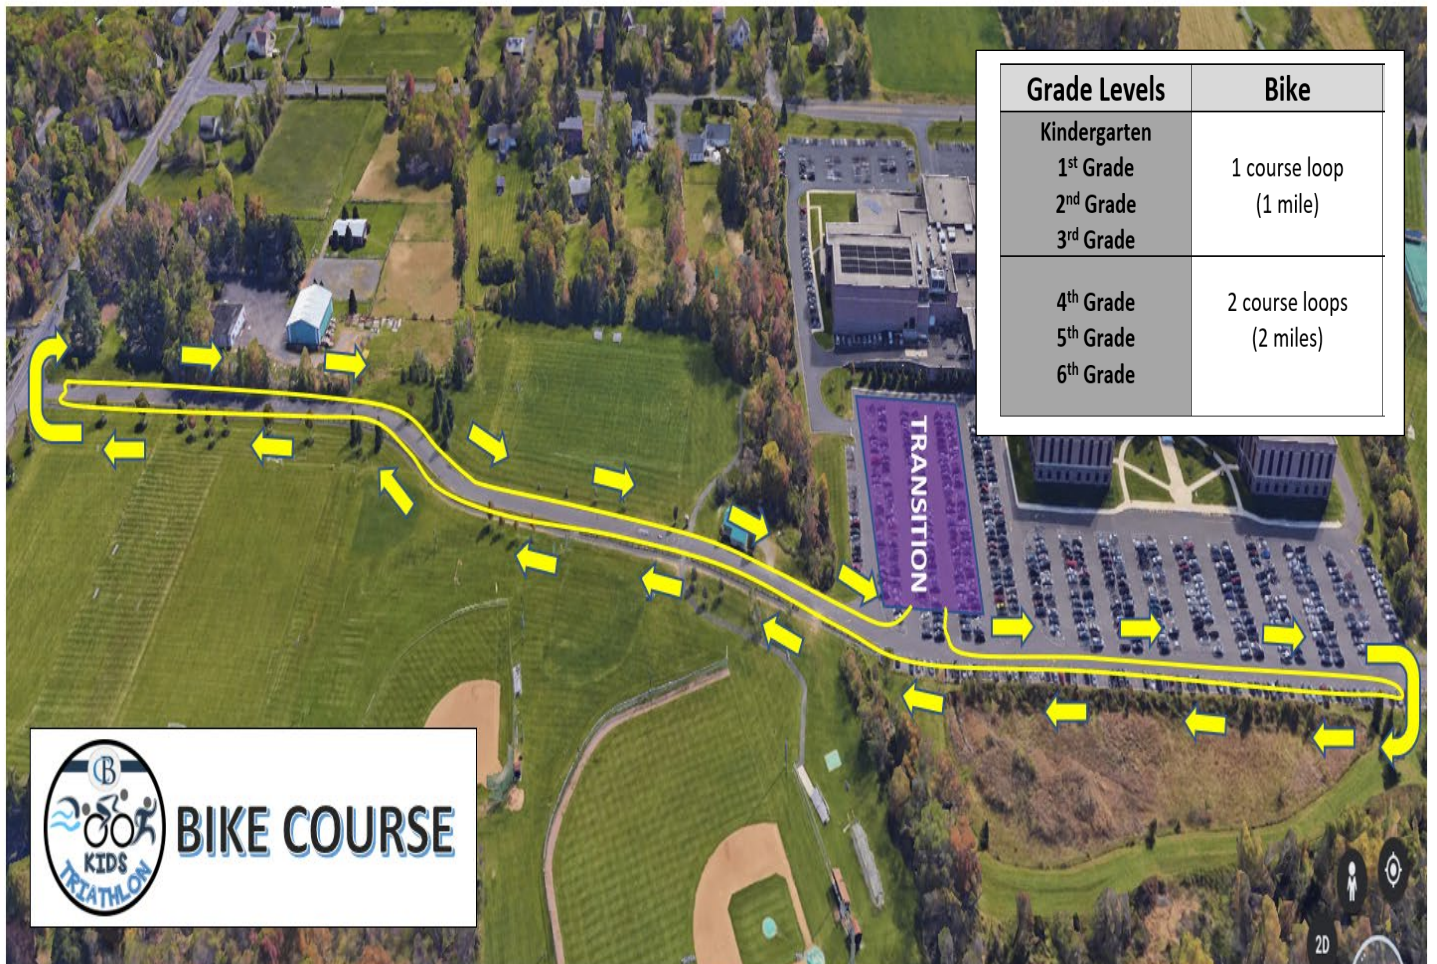 Grade Levels Bike
Kindergarten
1st Grade
2nd Grade
3rd Grade
1 course loop
(1 mile)
4th Grade
5th Grade
6th Grade
2 course loops
(2 miles)
TRANSITION
CB
KIDS
TRIATHLON
BIKE COURSE
2D